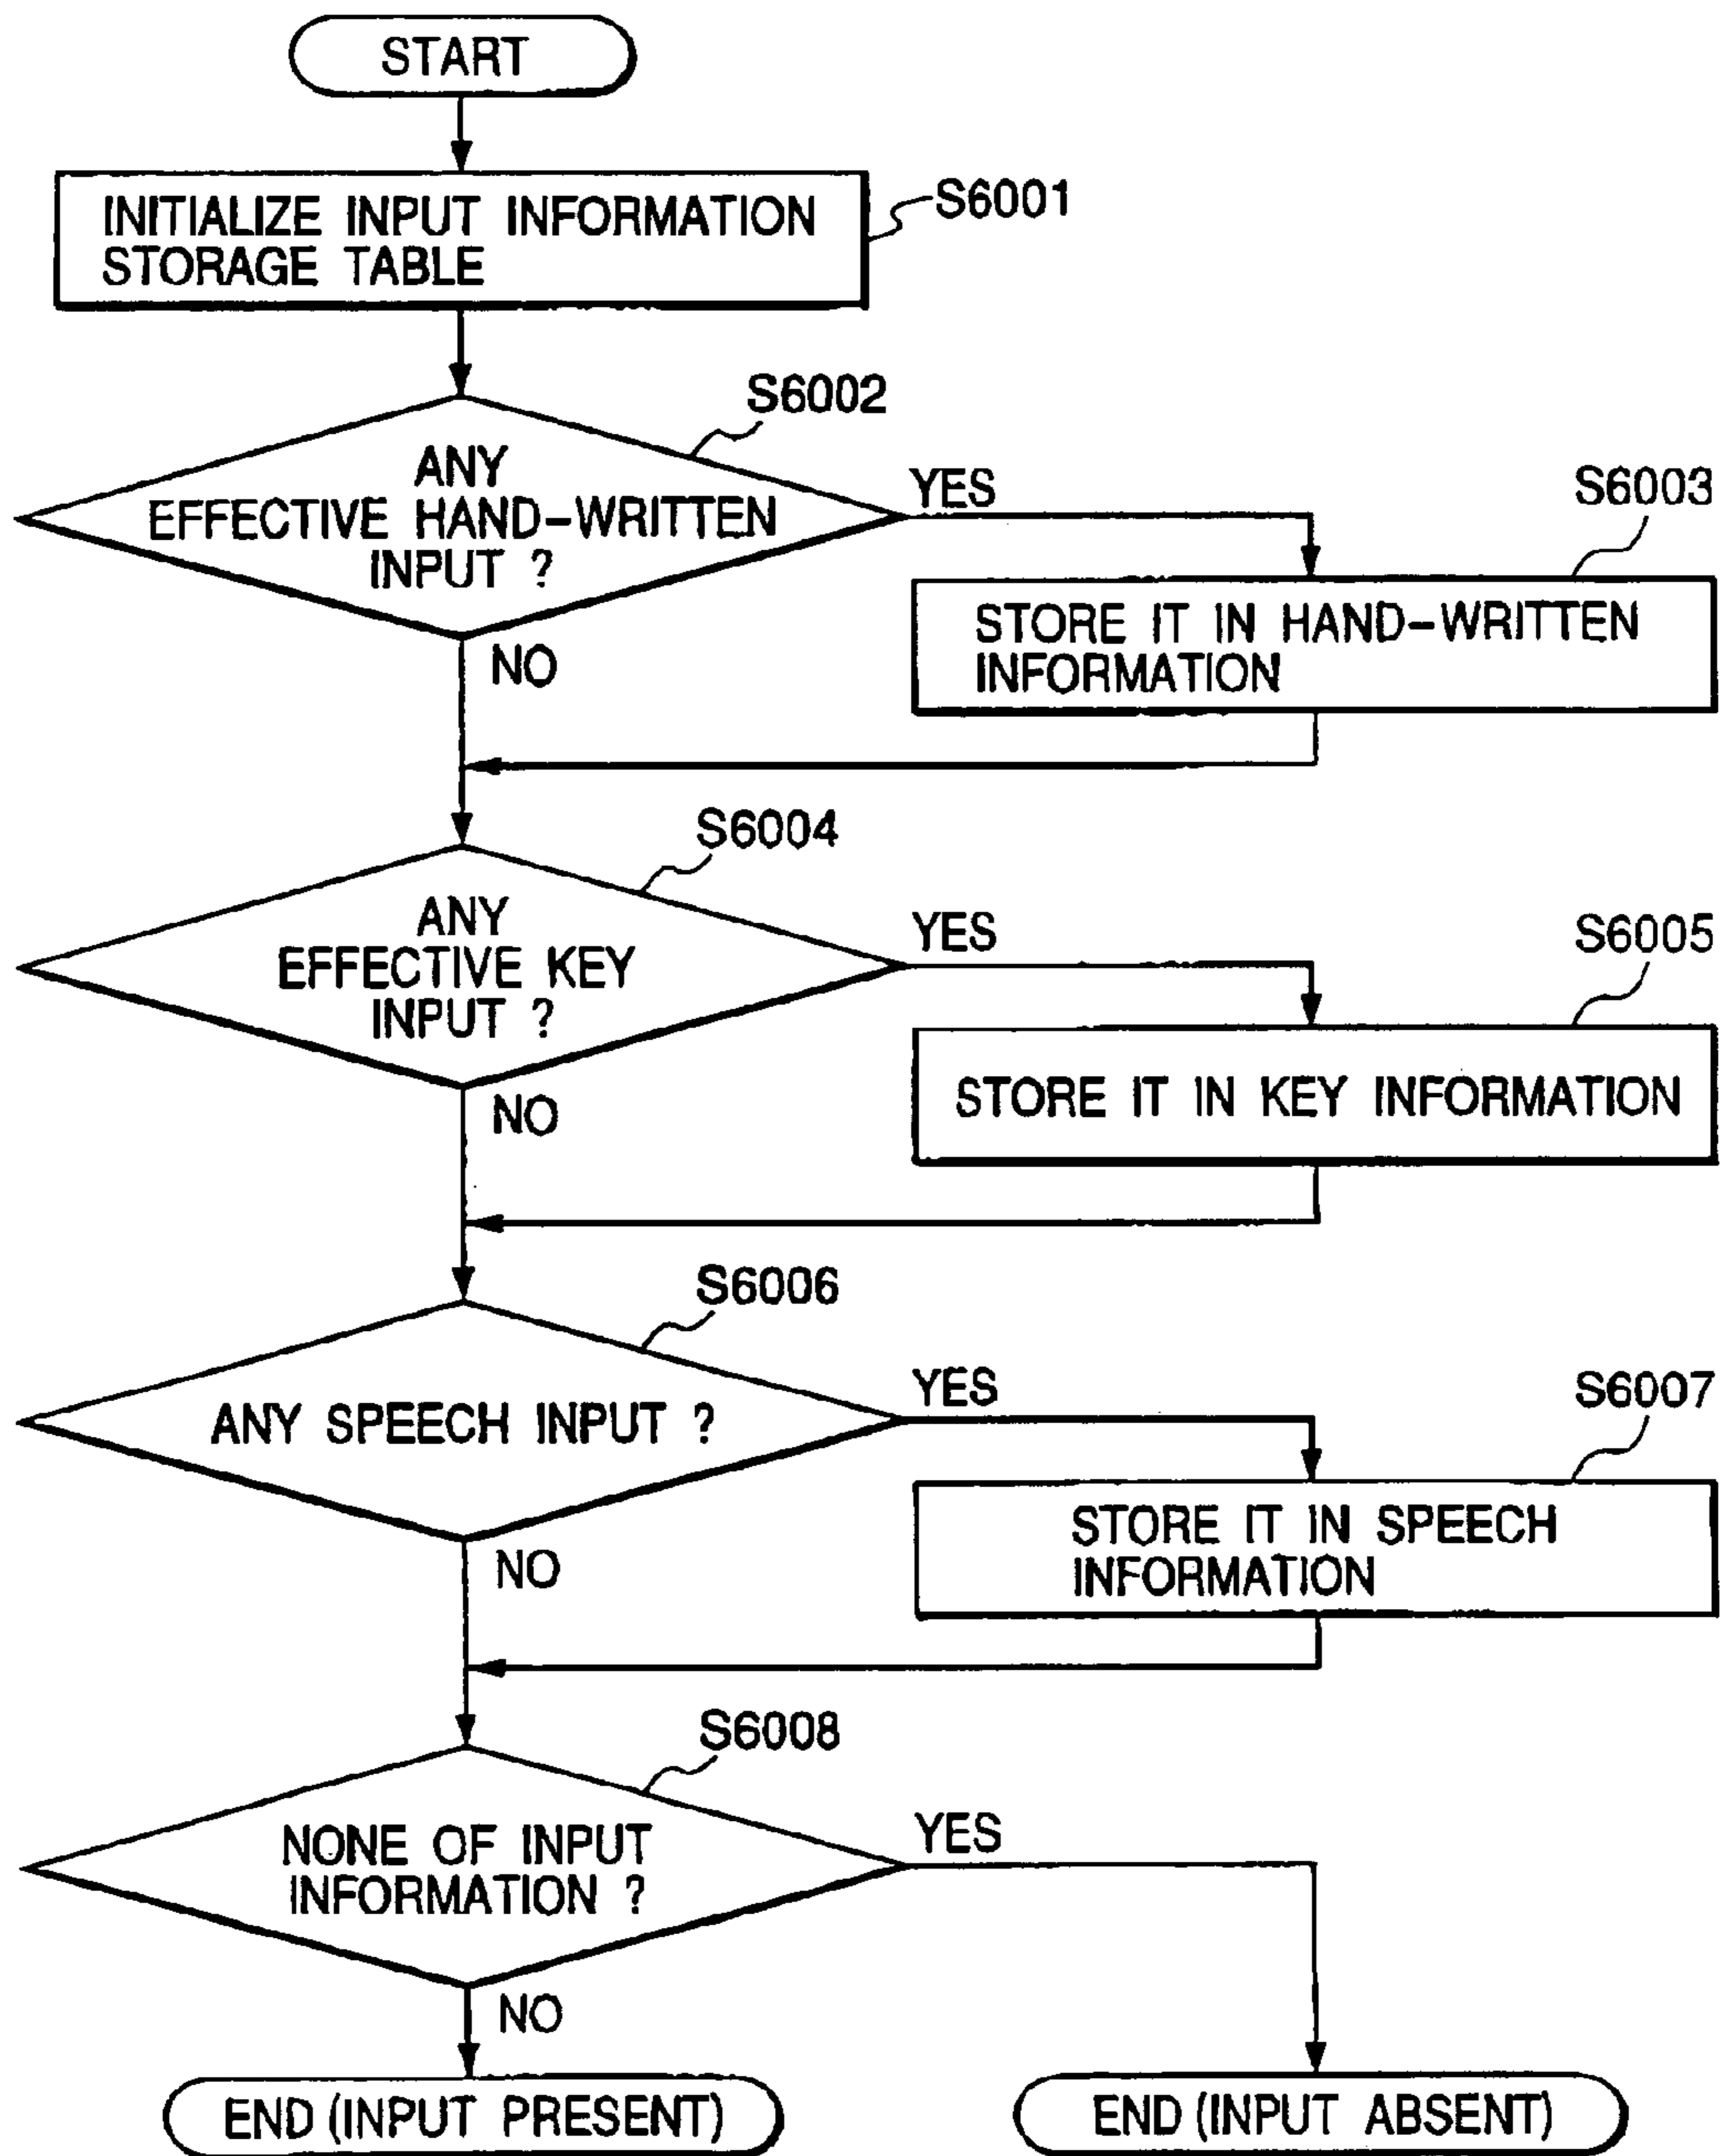 START
INITIALIZE INPUT INFORMATION
STORAGE TABLE
S6001
S6002
ANY
EFFECTIVE HAND-WRITTEN
INPUT ?
YES
NO
S6003
STORE IT IN HAND-WRITTEN
INFORMATION
S6004
ANY
EFFECTIVE KEY
INPUT ?
YES
NO
S6005
STORE IT IN KEY INFORMATION
S6006
ANY SPEECH INPUT ?
YES
NO
S6007
STORE IT IN SPEECH
INFORMATION
S6008
NONE OF INPUT
INFORMATION ?
YES
NO
END (INPUT PRESENT)
END (INPUT ABSENT)